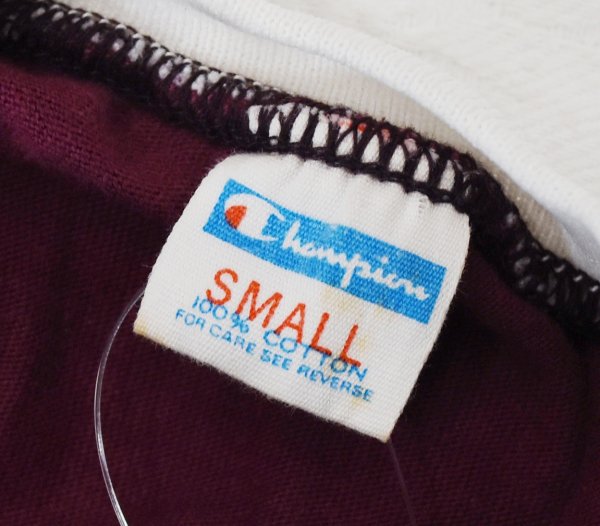 Champion
SMALL
100% COTTON
FOR CARE SEE REVERSE